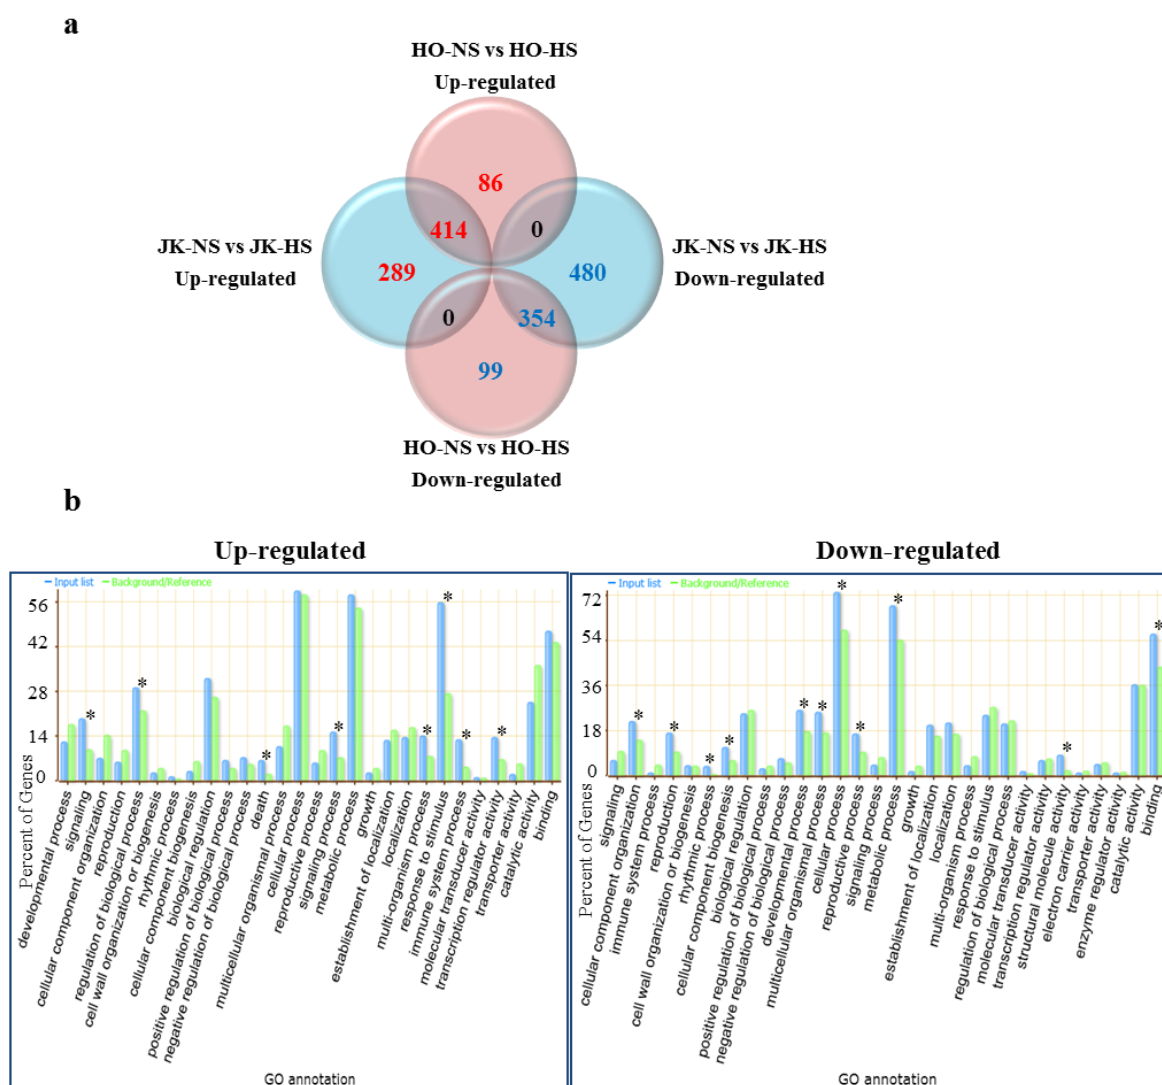 a
HO-NS vs HO-HS
Up-regulated
86
414
0
JK-NS vs JK-HS
Up-regulated
289
480
JK-NS vs JK-HS
Down-regulated
0
354
99
HO-NS vs HO-HS
Down-regulated
b
Up-regulated
Input list
Background/Reference
56
42
28
14
0
Percent of Genes
*
*
*
*
*
*
*
*
developmental process
signaling
cellular component organization
reproduction
regulation of biological process
cell wall organization or biogenesis
rhythmic process
cellular component biogenesis
biological regulation
positive regulation of biological process
negative regulation of biological process
death
multicellular organismal process
cellular process
reproductive process
signaling process
metabolic process
growth
establishment of localization
localization
multi-organism process
response to stimulus
immune system process
molecular transducer activity
transcription regulator activity
transporter activity
catalytic activity
binding
GO annotation
Down-regulated
Input list
Background/Reference
72
54
36
18
0
Percent of Genes
*
*
*
*
*
*
*
*
*
*
*
signaling
cellular component organization
immune system process
reproduction
cell wall organization or biogenesis
rhythmic process
cellular component biogenesis
biological regulation
positive regulation of biological process
negative regulation of biological process
developmental process
multicellular organismal process
cellular process
reproductive process
signaling process
metabolic process
growth
establishment of localization
localization
multi-organism process
response to stimulus
regulation of biological process
molecular transducer activity
transcription regulator activity
structural molecule activity
electron carrier activity
transporter activity
enzyme regulator activity
catalytic activity
binding
GO annotation